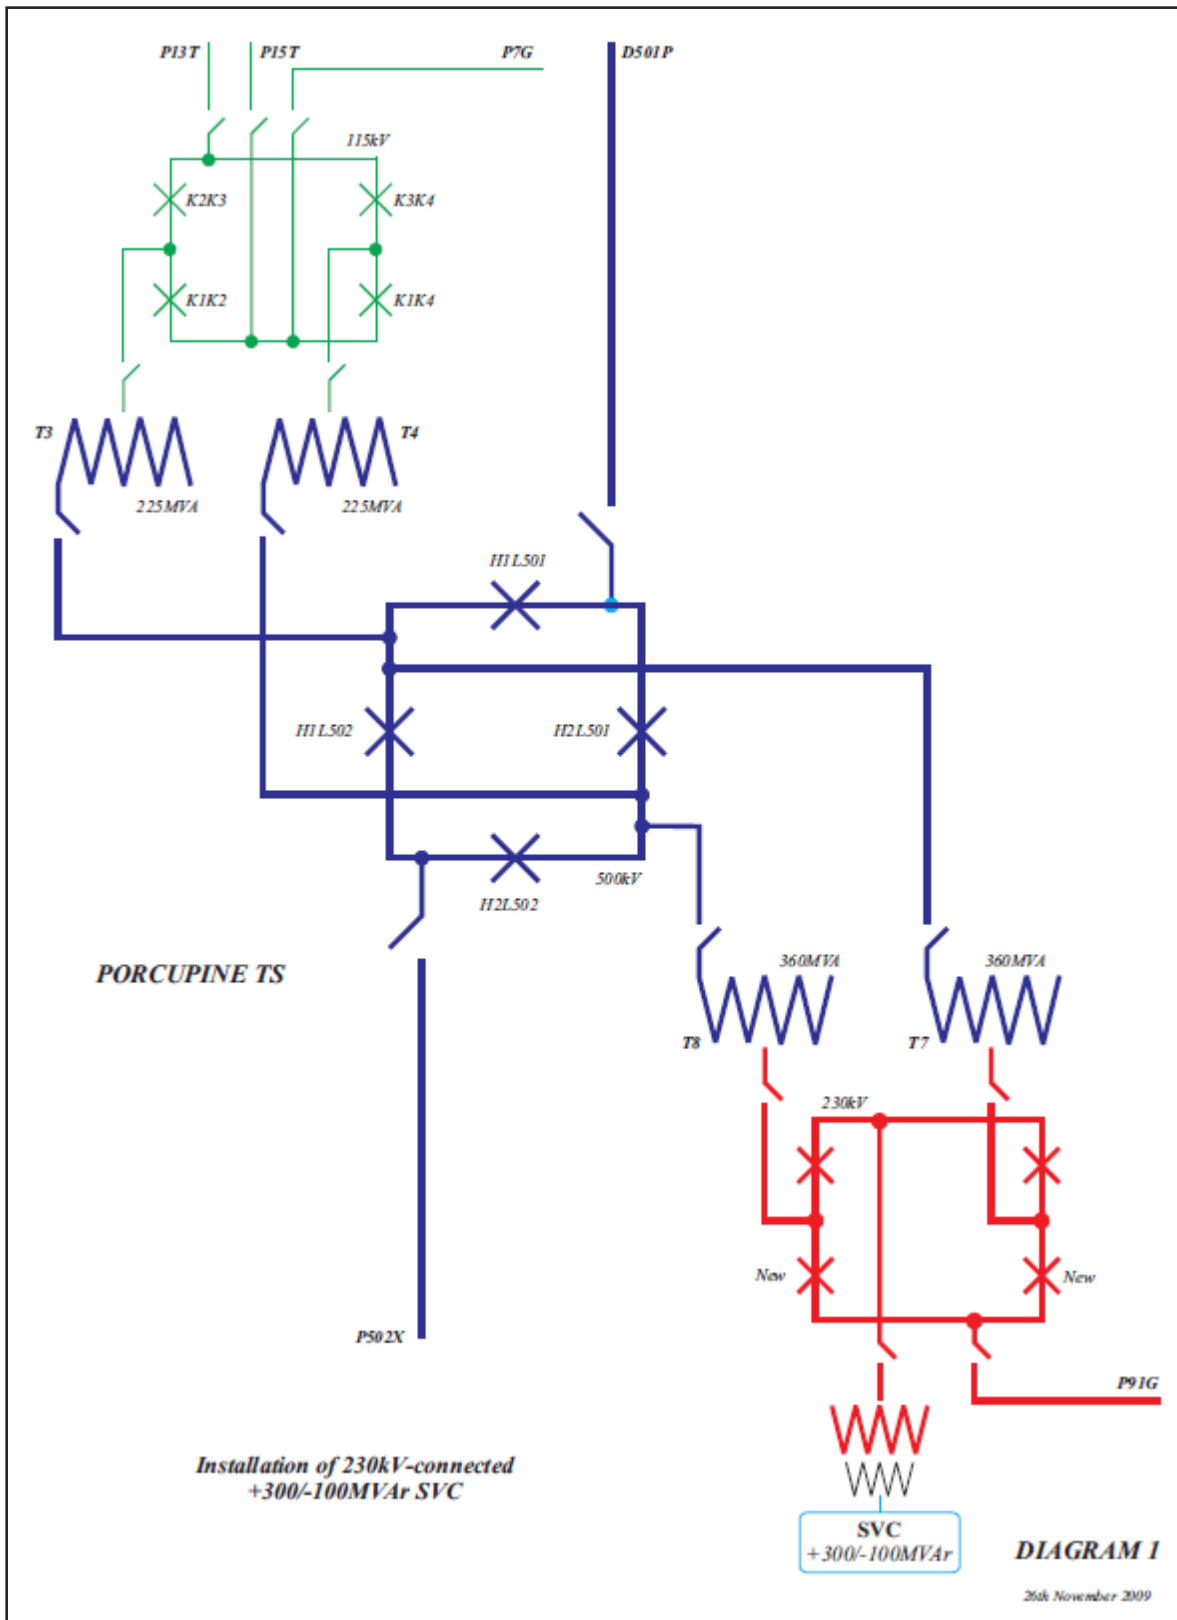 P13T P15T P7G D501P
115kV
K2K3 K3K4
K1K2 K1K4
T3 T4
225MVA 225MVA
H1L501
H1L502 H2L501
500kV
H2L502
PORCUPINE TS
360MVA 360MVA
T8 T7
230kV
New New
P502X
P91G
Installation of 230kV-connected
+300/-100MVAr SVC
SVC
+300/-100MVAr
DIAGRAM 1
26th November 2009